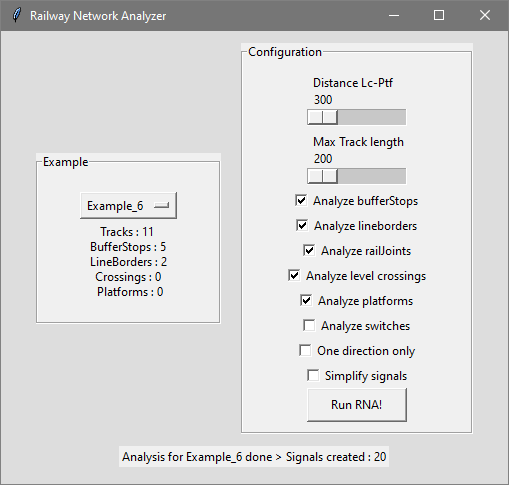 Railway Network Analyzer
Example
Example_6
Tracks : 11
BufferStops : 5
LineBorders : 2
Crossings : 0
Platforms : 0
Configuration
Distance Lc-Ptf
300
Max Track length
200
Analyze bufferStops
Analyze lineborders
Analyze railJoints
Analyze level crossings
Analyze platforms
Analyze switches
One direction only
Simplify signals
Run RNA!
Analysis for Example_6 done > Signals created : 20